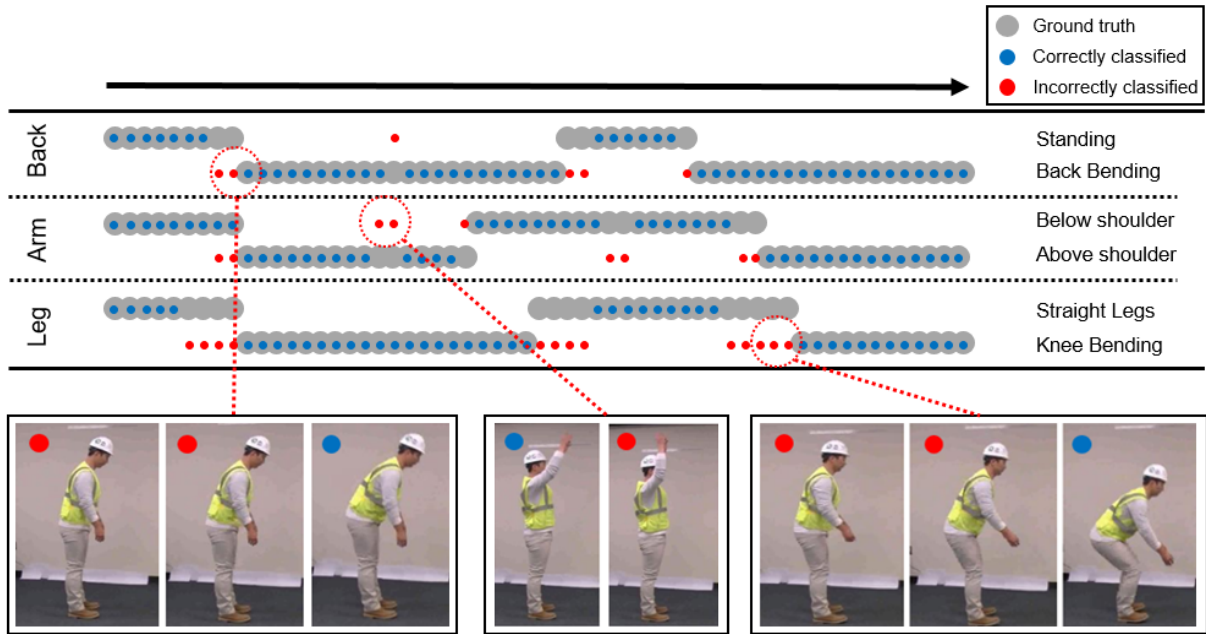 Ground truth
Correctly classified
Incorrectly classified
Back
Standing
Back Bending
Arm
Below shoulder
Above shoulder
Leg
Straight Legs
Knee Bending